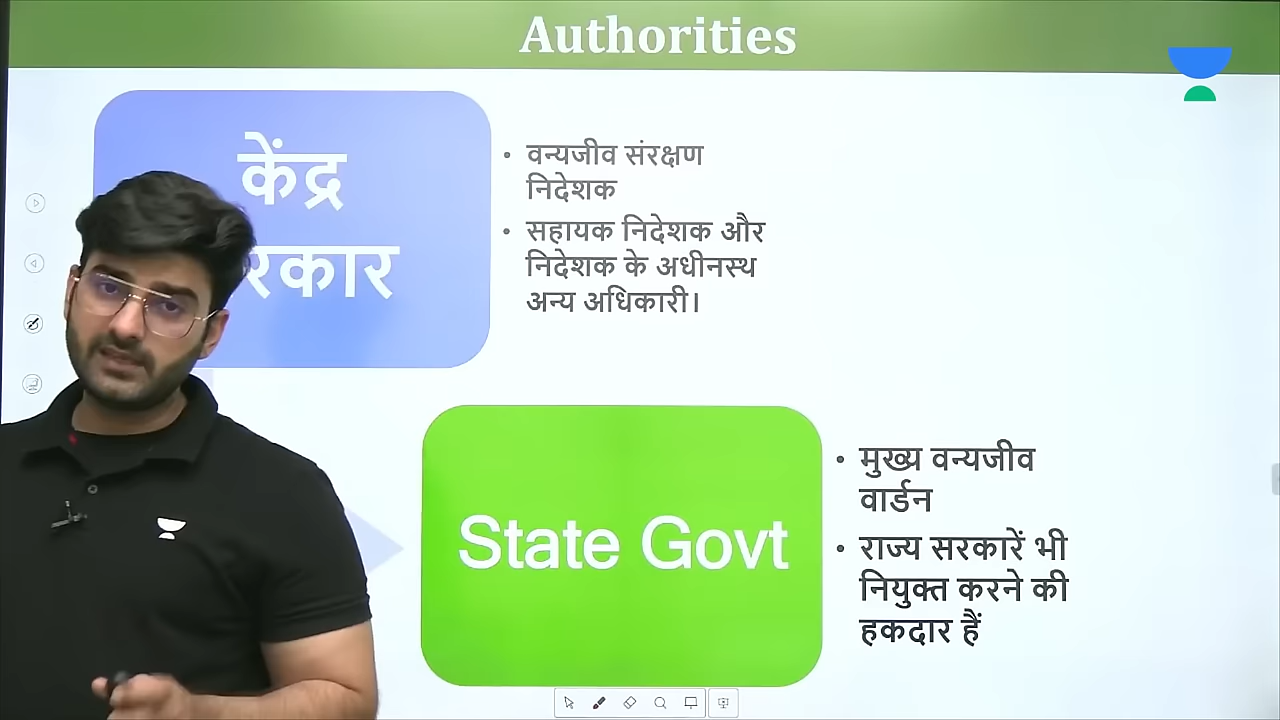 Authorities
केंद्र
रकार
• वन्यजीव संरक्षण
निदेशक
• सहायक निदेशक और
निदेशक के अधीनस्थ
अन्य अधिकारी।
State Govt
• मुख्य वन्यजीव
वार्डन
• राज्य सरकारें भी
नियुक्त करने की
हकदार हैं